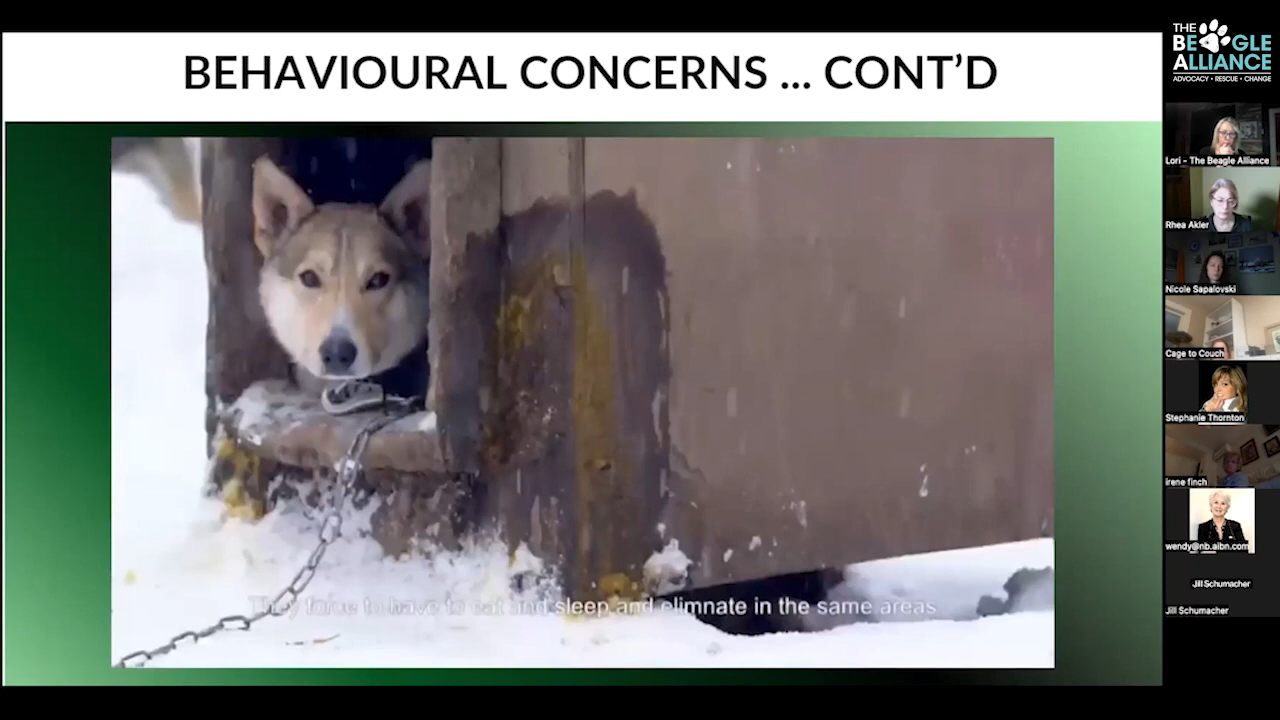 BEHAVIOURAL CONCERNS ... CONT'D
They forue to have to eat and sleep and elimnate in the same areas
THE
BEAGLE
ALLIANCE
ADVOCACY • RESCUE • CHANGE
Lori - The Beagle Alliance
Rhea Akler
Nicole Sapalovski
Cage to Couch
Stephanie Thornton
irene finch
wendy@nb.aibn.com
Jill Schumacher
Jill Schumacher